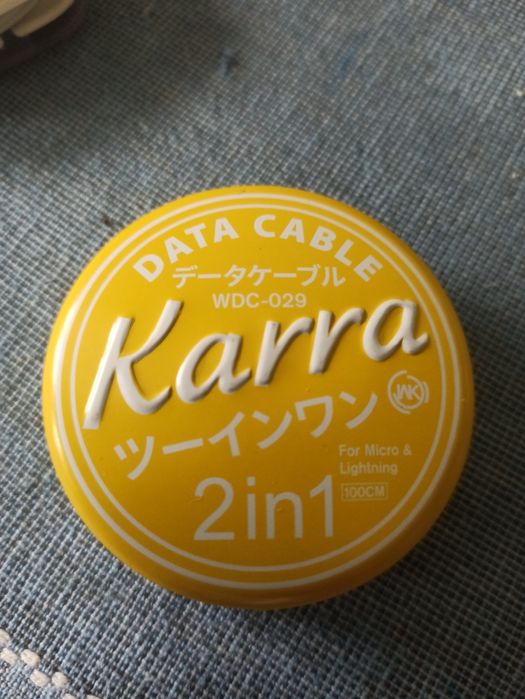 DATA CABLE
データケーブル
WDC-029
Karra
WK
ツーインワン
For Micro &
Lightning
100CM
2in1